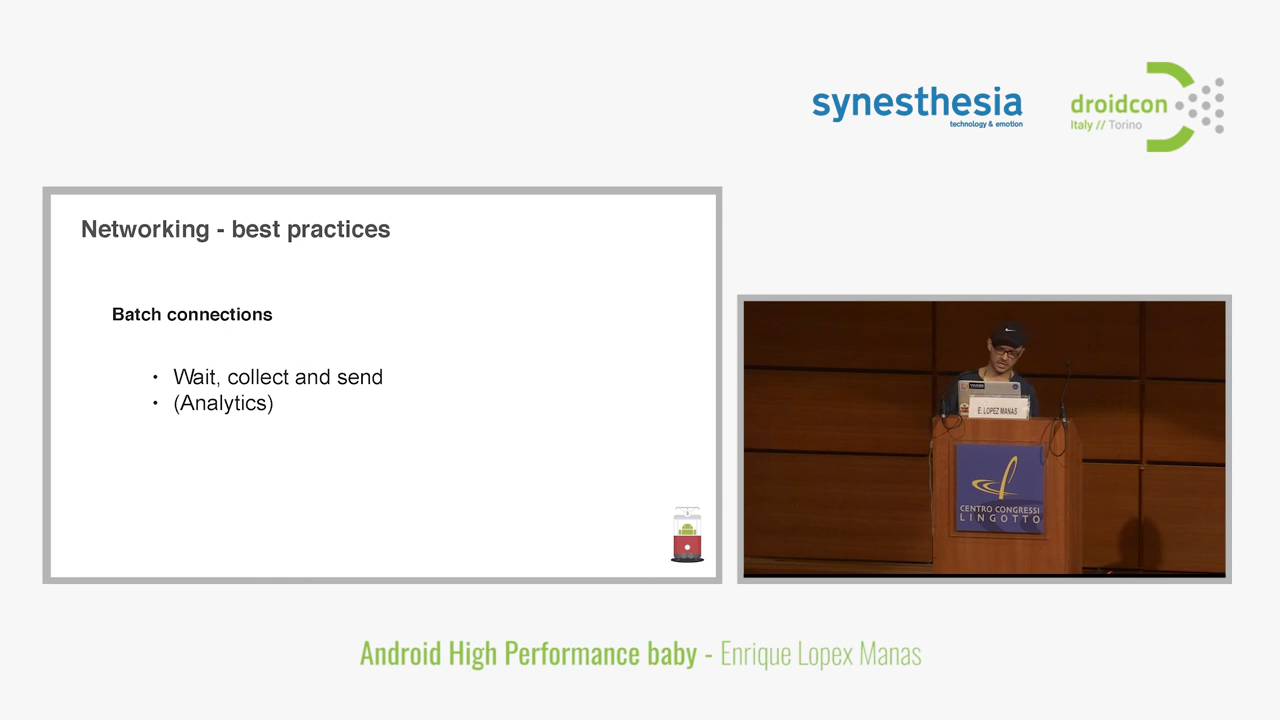 synesthesia
technology & emotion
droidcon
Italy // Torino
Networking - best practices
Batch connections
• Wait, collect and send
• (Analytics)
E. LOPEZ MANAS
CENTRO CONGRESSI
LINGOTTO
Android High Performance baby - Enrique Lopex Manas